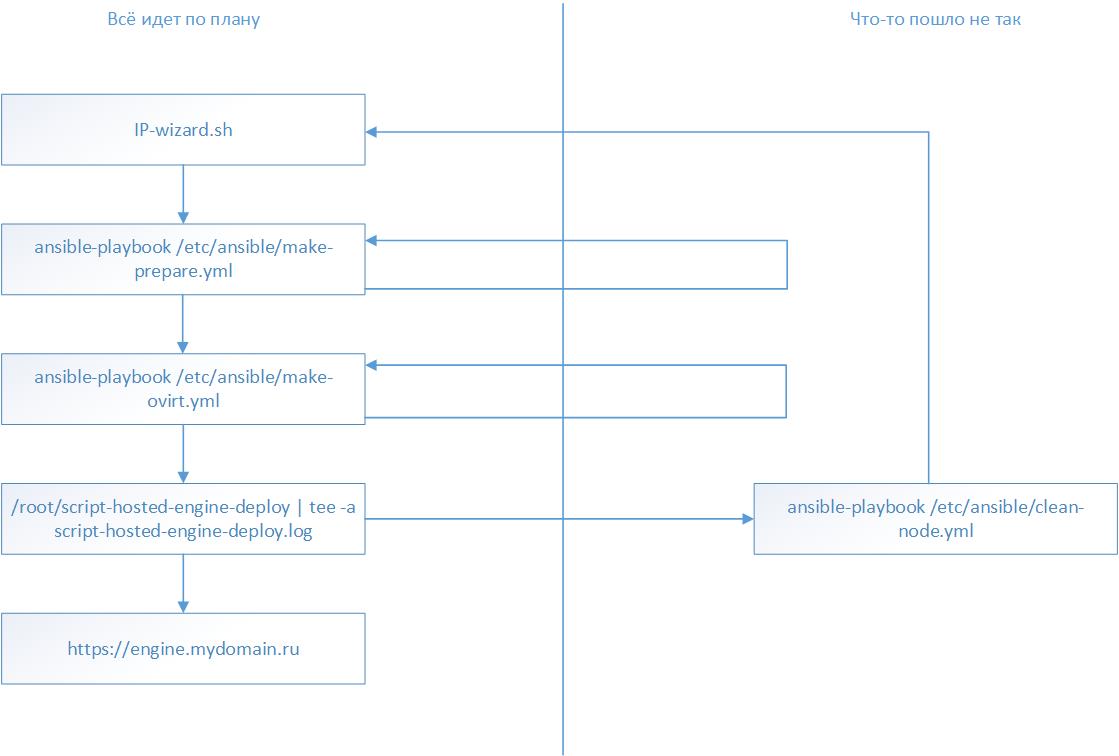 Всё идет по плану
Что-то пошло не так
IP-wizard.sh
ansible-playbook /etc/ansible/make-
prepare.yml
ansible-playbook /etc/ansible/make-
ovirt.yml
/root/script-hosted-engine-deploy | tee -a
script-hosted-engine-deploy.log
ansible-playbook /etc/ansible/clean-
node.yml
https://engine.mydomain.ru